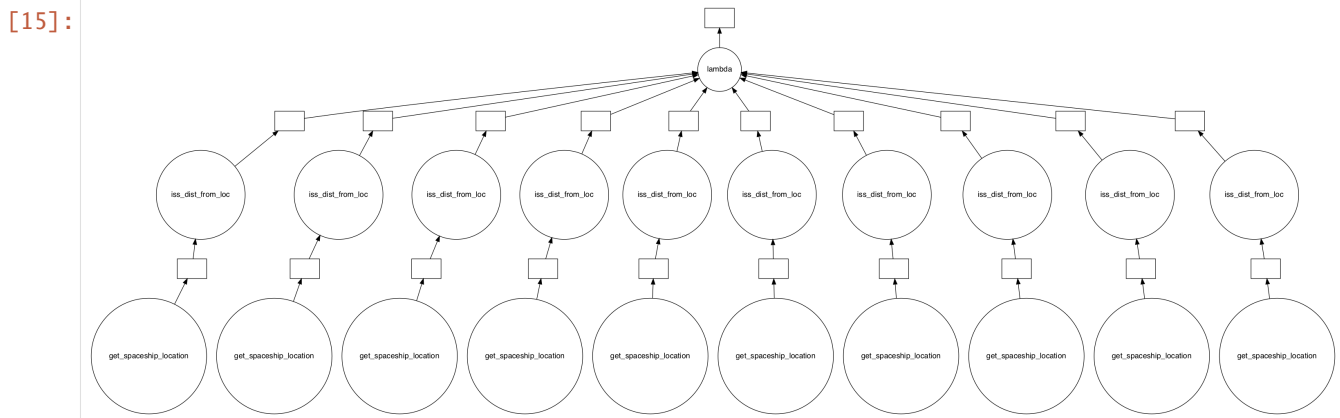 [15]:
lambda
iss_dist_from_loc iss_dist_from_loc iss_dist_from_loc iss_dist_from_loc iss_dist_from_loc iss_dist_from_loc iss_dist_from_loc iss_dist_from_loc iss_dist_from_loc iss_dist_from_loc
get_spaceship_location get_spaceship_location get_spaceship_location get_spaceship_location get_spaceship_location get_spaceship_location get_spaceship_location get_spaceship_location get_spaceship_location get_spaceship_location